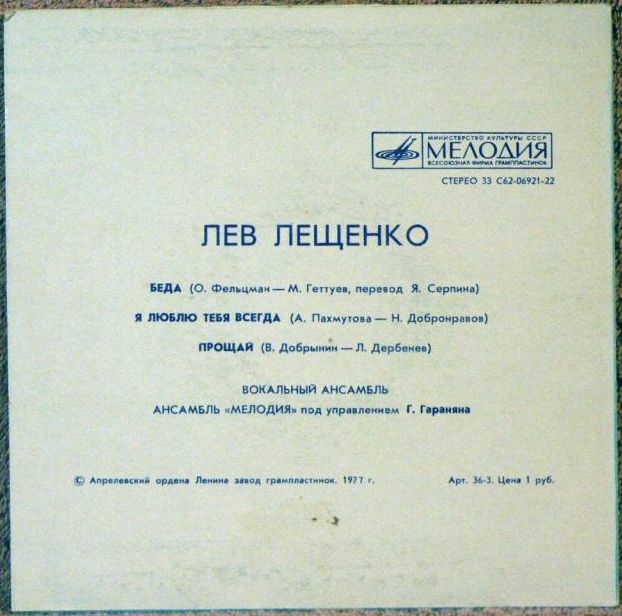 МИНИСТЕРСТВО КУЛЬТУРЫ СССР
МЕЛОДИЯ
ВСЕСОЮЗНАЯ ФИРМА ГРАМПЛАСТИНОК
СТЕРЕО 33 С62-06921-22
ЛЕВ ЛЕЩЕНКО
БЕДА (О. Фельцман — М. Геттуев, перевод Я. Серпина)
Я ЛЮБЛЮ ТЕБЯ ВСЕГДА (А. Пахмутова — Н. Добронравов)
ПРОЩАЙ (В. Добрынин — Л. Дербенев)
ВОКАЛЬНЫЙ АНСАМБЛЬ
АНСАМБЛЬ «МЕЛОДИЯ» под управлением Г. Гараняна
© Апрелевский ордена Ленина завод грампластинок. 1977 г. Арт. 36-3. Цена 1 руб.